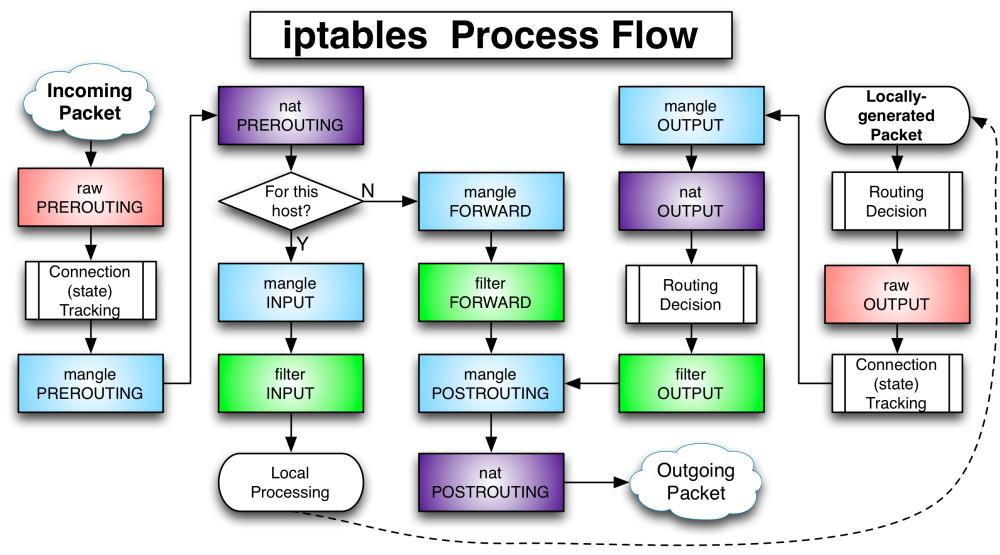 iptables Process Flow
Incoming
Packet
raw
PREROUTING
Connection
(state)
Tracking
mangle
PREROUTING
nat
PREROUTING
For this
host?
N
Y
mangle
INPUT
filter
INPUT
Local
Processing
mangle
FORWARD
filter
FORWARD
mangle
POSTROUTING
nat
POSTROUTING
mangle
OUTPUT
nat
OUTPUT
Routing
Decision
filter
OUTPUT
Outgoing
Packet
Locally-
generated
Packet
Routing
Decision
raw
OUTPUT
Connection
(state)
Tracking